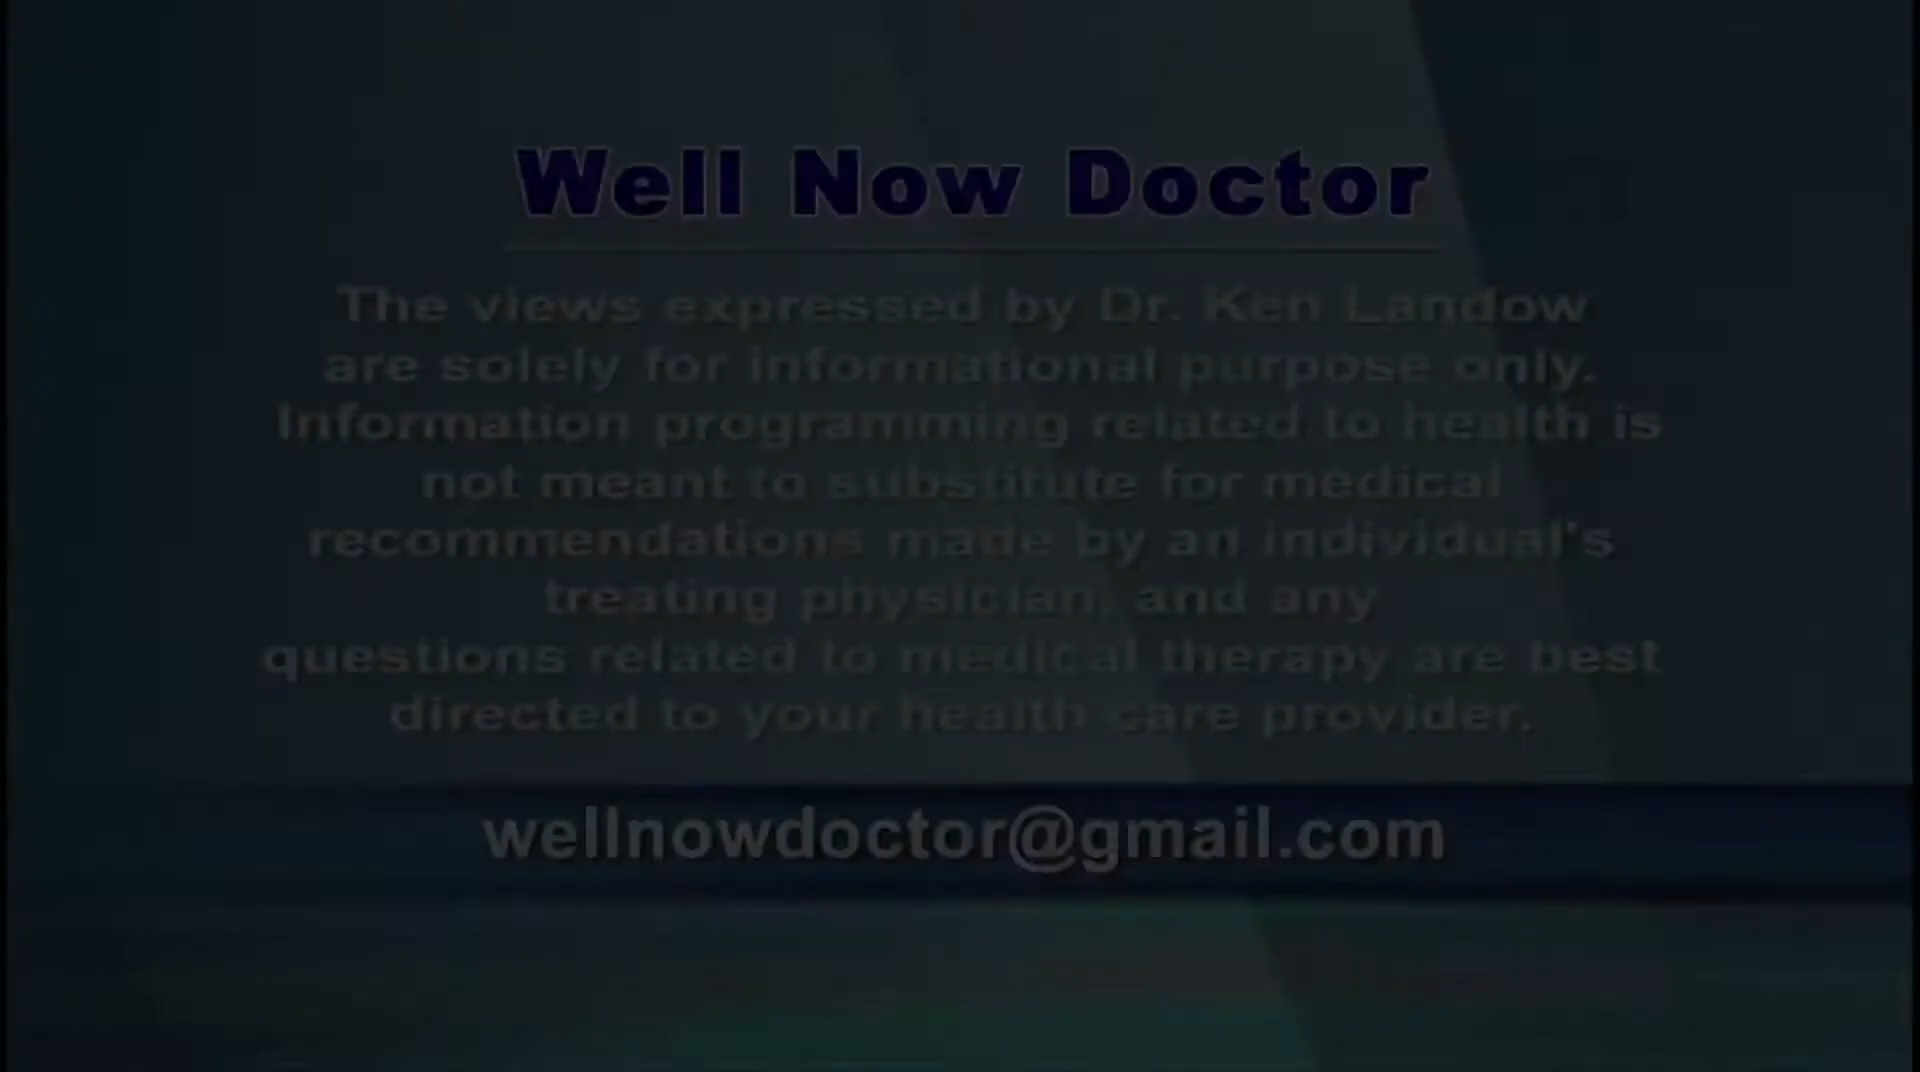 Well Now Doctor
The views expressed by Dr. Ken Landow
are solely for informational purpose only.
Information programming related to health is
not meant to substitute for medical
recommendations made by an individual's
treating physician, and any
questions related to medical therapy are best
directed to your health care provider.
wellnowdoctor@gmail.com